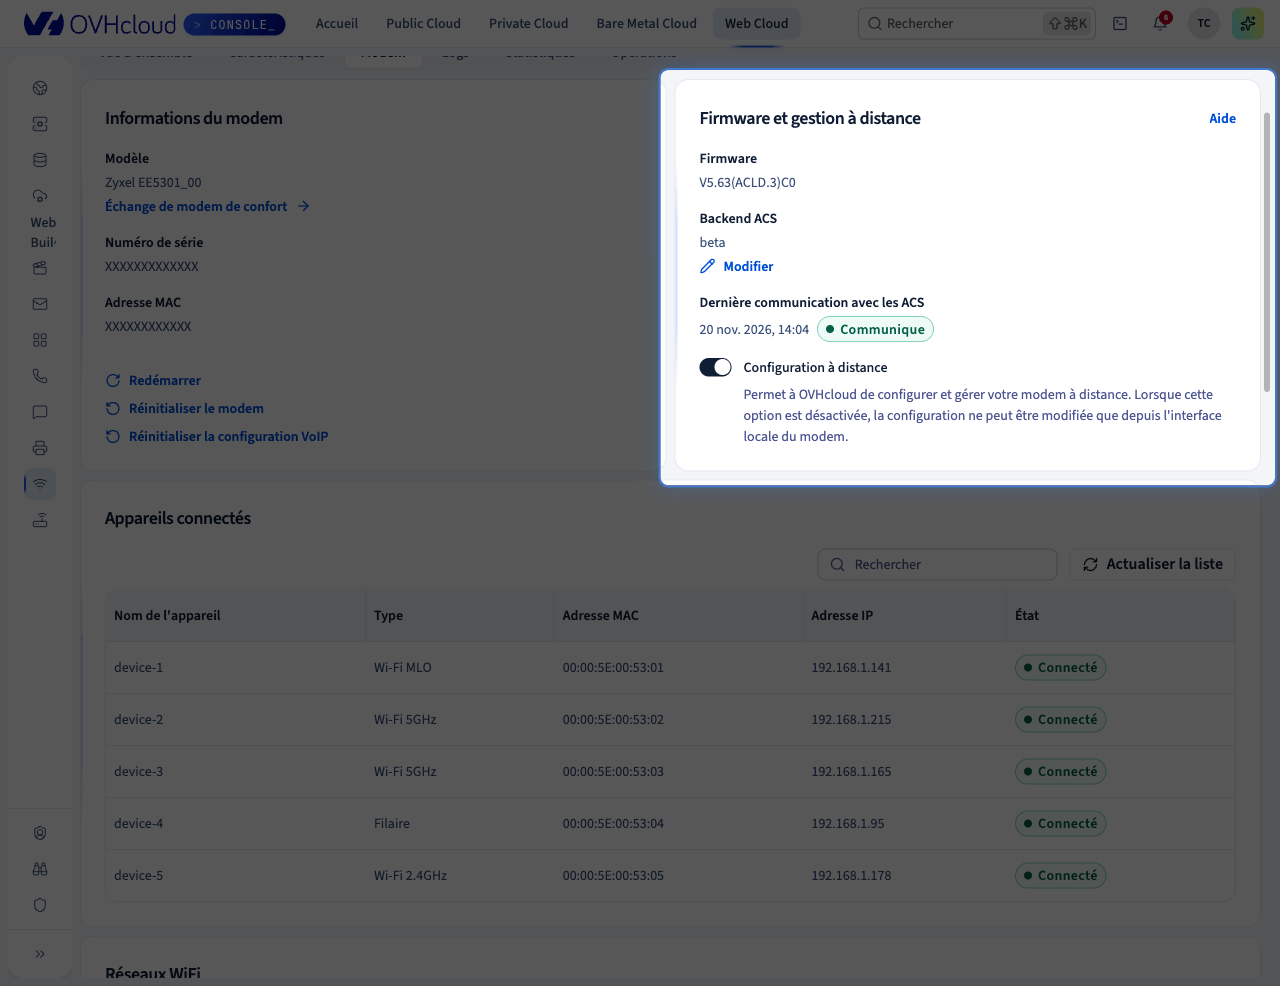 OVHcloud
> CONSOLE_
Accueil
Public Cloud
Private Cloud
Bare Metal Cloud
Web Cloud
Rechercher
⇧⌘K
8
TC
Modem
Logs
Web
Informations du modem
Modèle
Zyxel EE5301_00
Échange de modem de confort
Numéro de série
XXXXXXXXXXXXX
Adresse MAC
XXXXXXXXXXXX
Redémarrer
Réinitialiser le modem
Réinitialiser la configuration VoIP
Firmware et gestion à distance
Aide
Firmware
V5.63(ACLD.3)C0
Backend ACS
beta
Modifier
Dernière communication avec les ACS
20 nov. 2026, 14:04
Communique
Configuration à distance
Permet à OVHcloud de configurer et gérer votre modem à distance. Lorsque cette
option est désactivée, la configuration ne peut être modifiée que depuis l'interface
locale du modem.
Appareils connectés
Rechercher
Actualiser la liste
Nom de l'appareil Type Adresse MAC Adresse IP État
device-1 Wi-Fi MLO 00:00:5E:00:53:01 192.168.1.141 Connecté
device-2 Wi-Fi 5GHz 00:00:5E:00:53:02 192.168.1.215 Connecté
device-3 Wi-Fi 5GHz 00:00:5E:00:53:03 192.168.1.165 Connecté
device-4 Filaire 00:00:5E:00:53:04 192.168.1.95 Connecté
device-5 Wi-Fi 2.4GHz 00:00:5E:00:53:05 192.168.1.178 Connecté
Réseaux WiFi